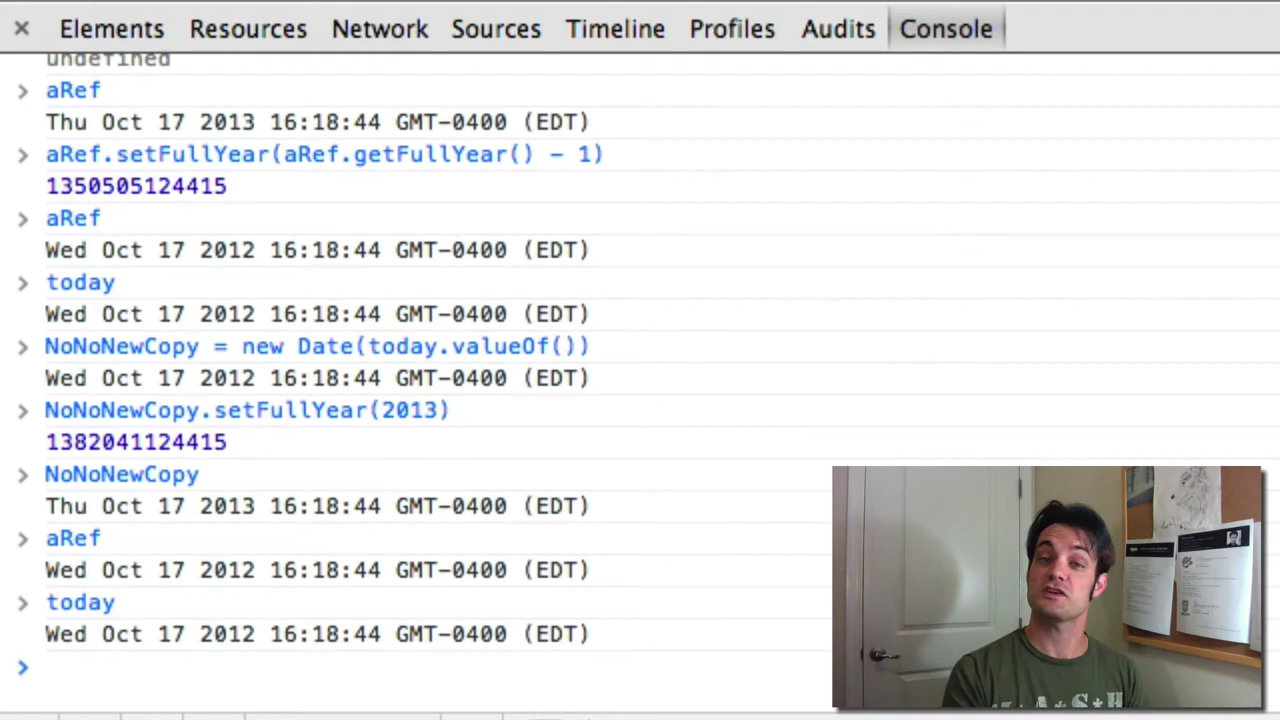 × Elements Resources Network Sources Timeline Profiles Audits Console
undefined
> aRef
Thu Oct 17 2013 16:18:44 GMT-0400 (EDT)
> aRef.setFullYear(aRef.getFullYear() - 1)
1350505124415
> aRef
Wed Oct 17 2012 16:18:44 GMT-0400 (EDT)
> today
Wed Oct 17 2012 16:18:44 GMT-0400 (EDT)
> NoNoNewCopy = new Date(today.valueOf())
Wed Oct 17 2012 16:18:44 GMT-0400 (EDT)
> NoNoNewCopy.setFullYear(2013)
1382041124415
> NoNoNewCopy
Thu Oct 17 2013 16:18:44 GMT-0400 (EDT)
> aRef
Wed Oct 17 2012 16:18:44 GMT-0400 (EDT)
> today
Wed Oct 17 2012 16:18:44 GMT-0400 (EDT)
>